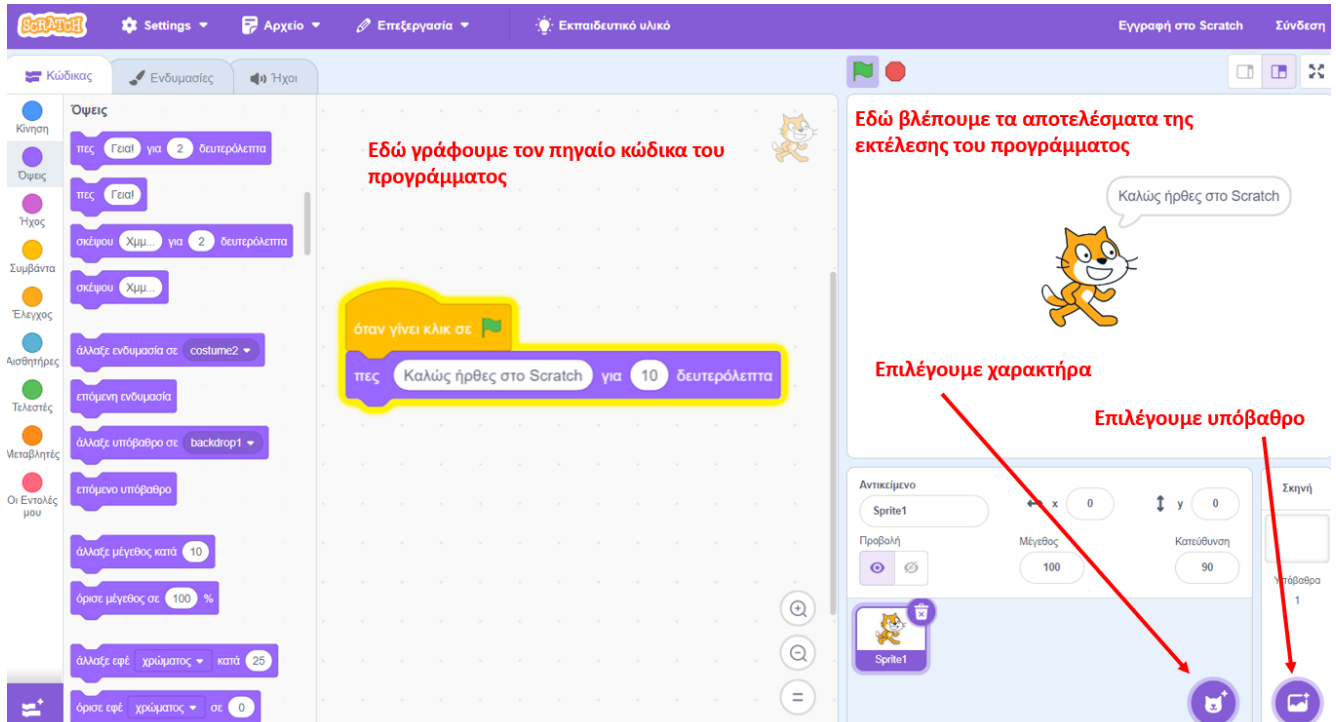 SCRATCH Settings Αρχείο Επεξεργασία Εκπαιδευτικό υλικό Εγγραφή στο Scratch Σύνδεση
Κώδικας Ενδυμασίες Ήχοι
Κίνηση
Όψεις
Ήχος
Συμβάντα
Έλεγχος
Αισθητήρες
Τελεστές
Μεταβλητές
Οι Εντολές
μου
Όψεις
πες Γεια! για 2 δευτερόλεπτα
πες Γεια!
σκέψου Χμμ... για 2 δευτερόλεπτα
σκέψου Χμμ...
άλλαξε ενδυμασία σε costume2
επόμενη ενδυμασία
άλλαξε υπόβαθρο σε backdrop1
επόμενο υπόβαθρο
άλλαξε μέγεθος κατά 10
όρισε μέγεθος σε 100 %
άλλαξε εφέ χρώματος κατά 25
όρισε εφέ χρώματος σε 0
Εδώ γράφουμε τον πηγαίο κώδικα του
προγράμματος
όταν γίνει κλικ σε
πες Καλώς ήρθες στο Scratch για 10 δευτερόλεπτα
Εδώ βλέπουμε τα αποτελέσματα της
εκτέλεσης του προγράμματος
Καλώς ήρθες στο Scratch
Επιλέγουμε χαρακτήρα
Επιλέγουμε υπόβαθρο
Αντικείμενο
Sprite1 x 0 y 0
Προβολή Μέγεθος Κατεύθυνση
100 90
Sprite1
Σκηνή
Υπόβαθρα
1